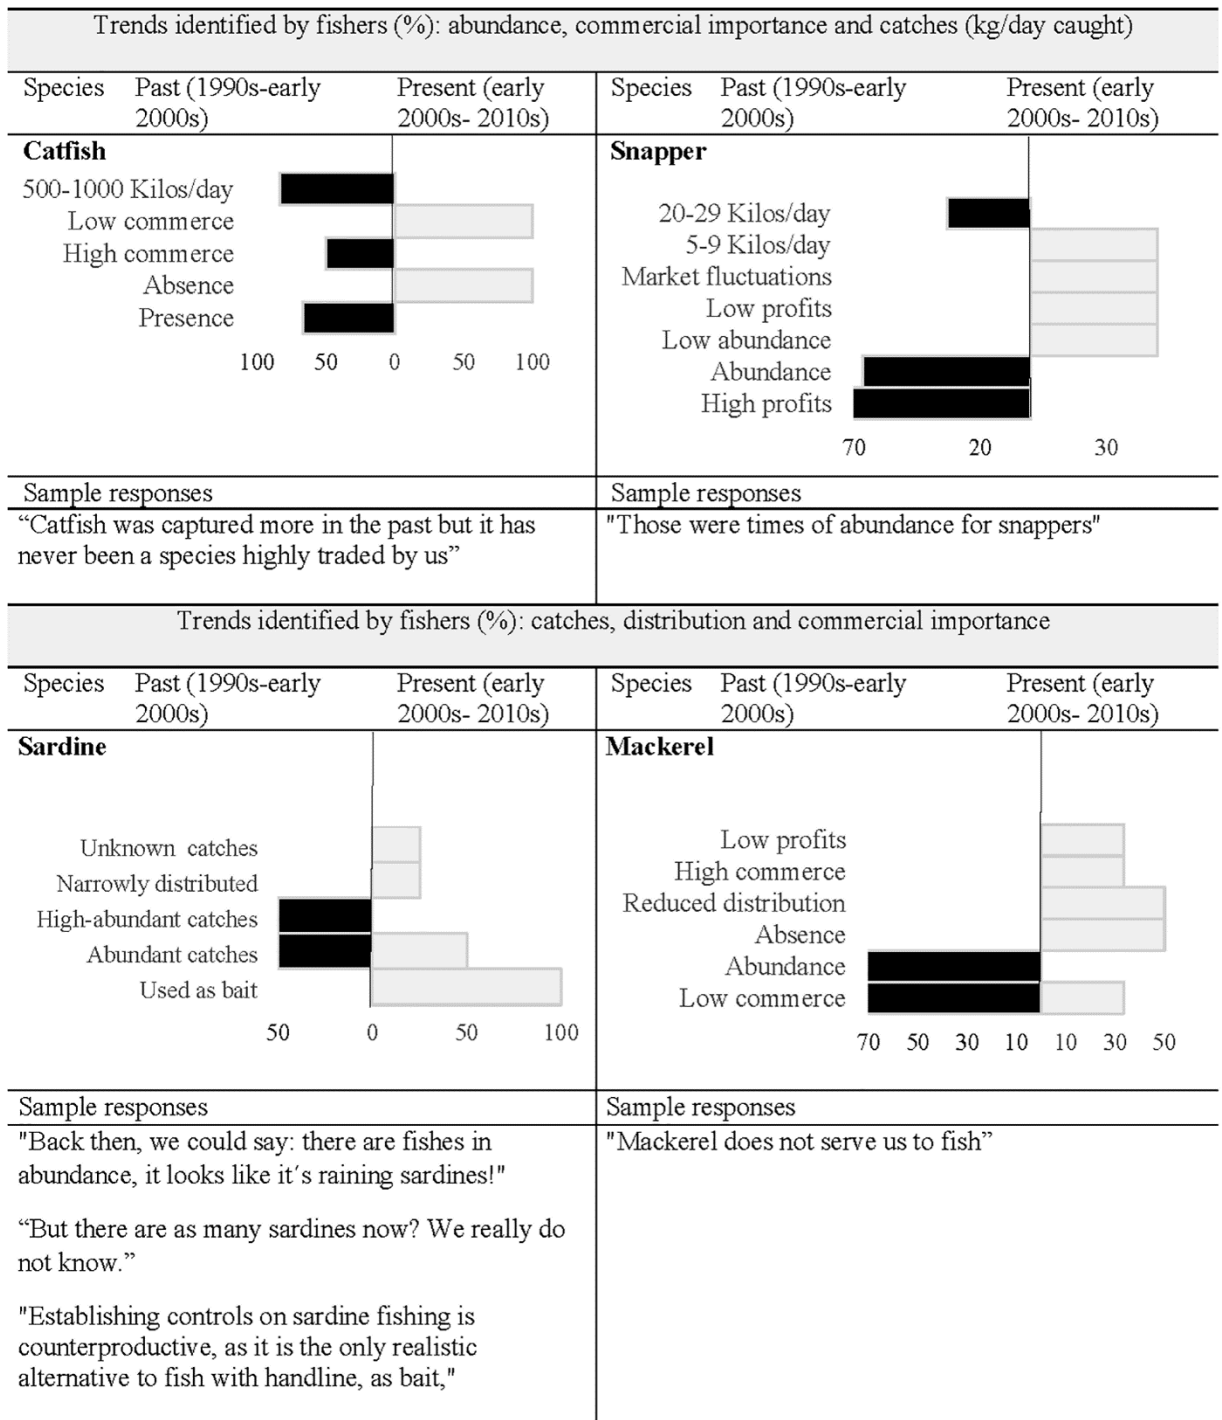 Trends identified by fishers (%): abundance, commercial importance and catches (kg/day caught)
Species
Past (1990s-early
2000s)
Present (early
2000s- 2010s)
Species
Past (1990s-early
2000s)
Present (early
2000s- 2010s)
Catfish
500-1000 Kilos/day
Low commerce
High commerce
Absence
Presence
100 50 0 50 100
Snapper
20-29 Kilos/day
5-9 Kilos/day
Market fluctuations
Low profits
Low abundance
Abundance
High profits
70 20 30
Sample responses
“Catfish was captured more in the past but it has
never been a species highly traded by us”
Sample responses
"Those were times of abundance for snappers"
Trends identified by fishers (%): catches, distribution and commercial importance
Species
Past (1990s-early
2000s)
Present (early
2000s- 2010s)
Species
Past (1990s-early
2000s)
Present (early
2000s- 2010s)
Sardine
Unknown catches
Narrowly distributed
High-abundant catches
Abundant catches
Used as bait
50 0 50 100
Mackerel
Low profits
High commerce
Reduced distribution
Absence
Abundance
Low commerce
70 50 30 10 10 30 50
Sample responses
"Back then, we could say: there are fishes in
abundance, it looks like it´s raining sardines!"
“But there are as many sardines now? We really do
not know.”
"Establishing controls on sardine fishing is
counterproductive, as it is the only realistic
alternative to fish with handline, as bait,"
Sample responses
"Mackerel does not serve us to fish”